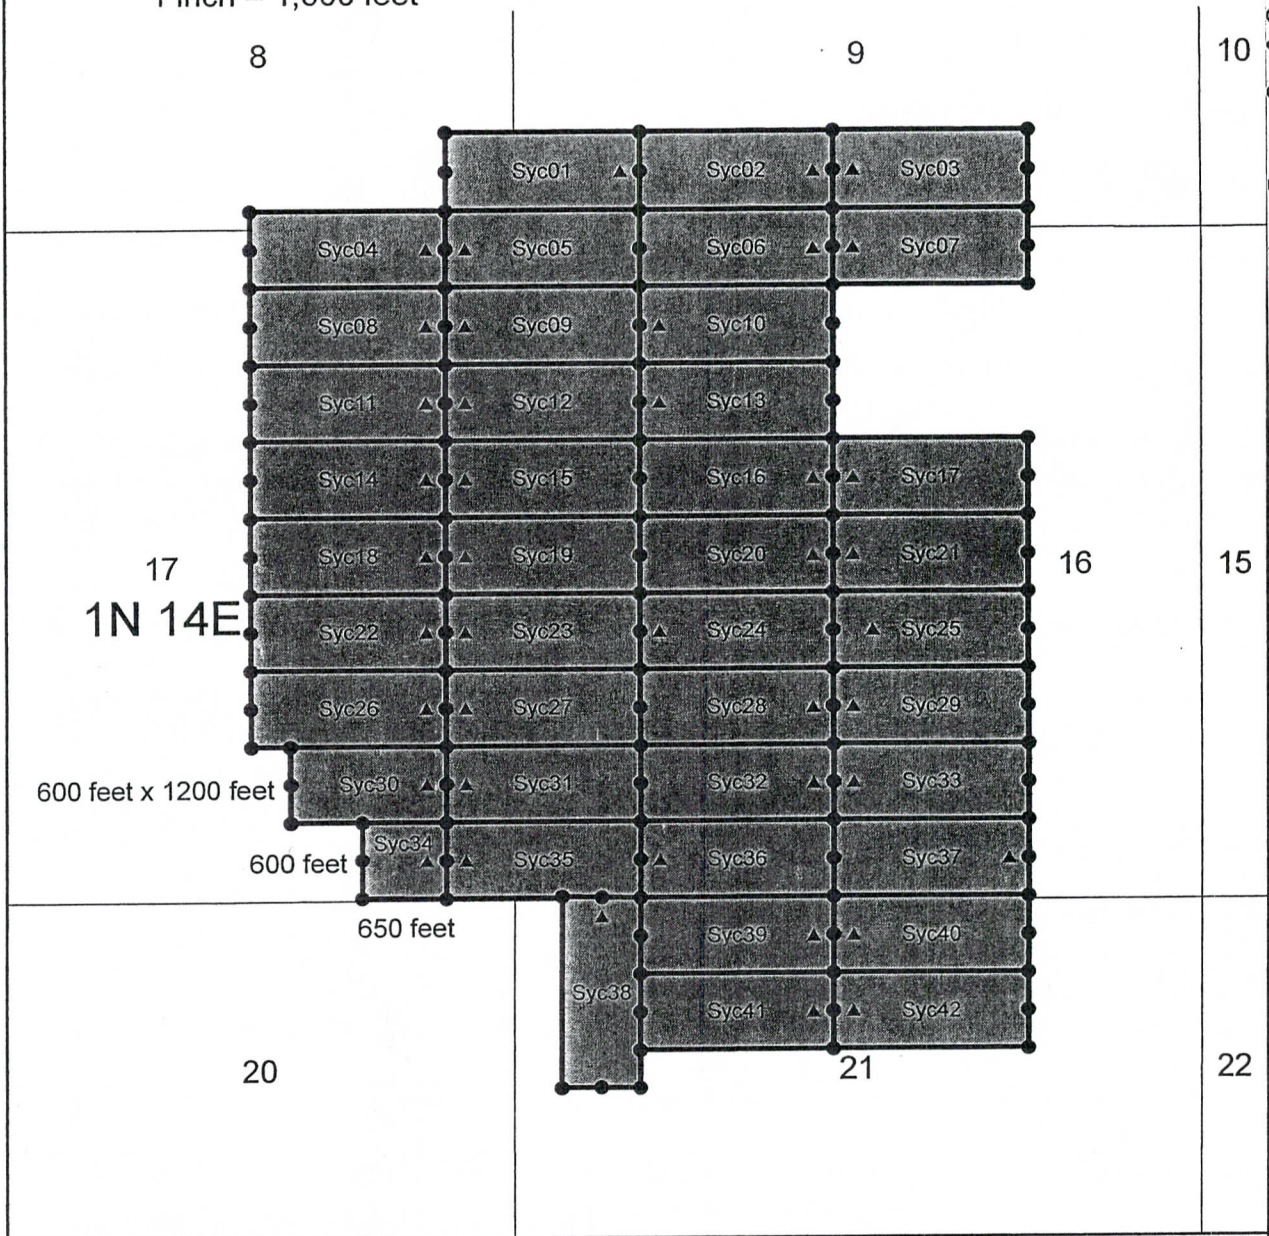 8 9 10
Syc01 Syc02 Syc03
Syc04 Syc05 Syc06 Syc07
Syc08 Syc09 Syc10
Syc11 Syc12 Syc13
Syc14 Syc15 Syc16 Syc17
17 Syc18 Syc19 Syc20 Syc21 16 15
1N 14E Syc22 Syc23 Syc24 Syc25
Syc26 Syc27 Syc28 Syc29
600 feet x 1200 feet Syc30 Syc31 Syc32 Syc33
600 feet Syc34 Syc35 Syc36 Syc37
650 feet Syc39 Syc40
Syc38 Syc41 Syc42
20 21 22